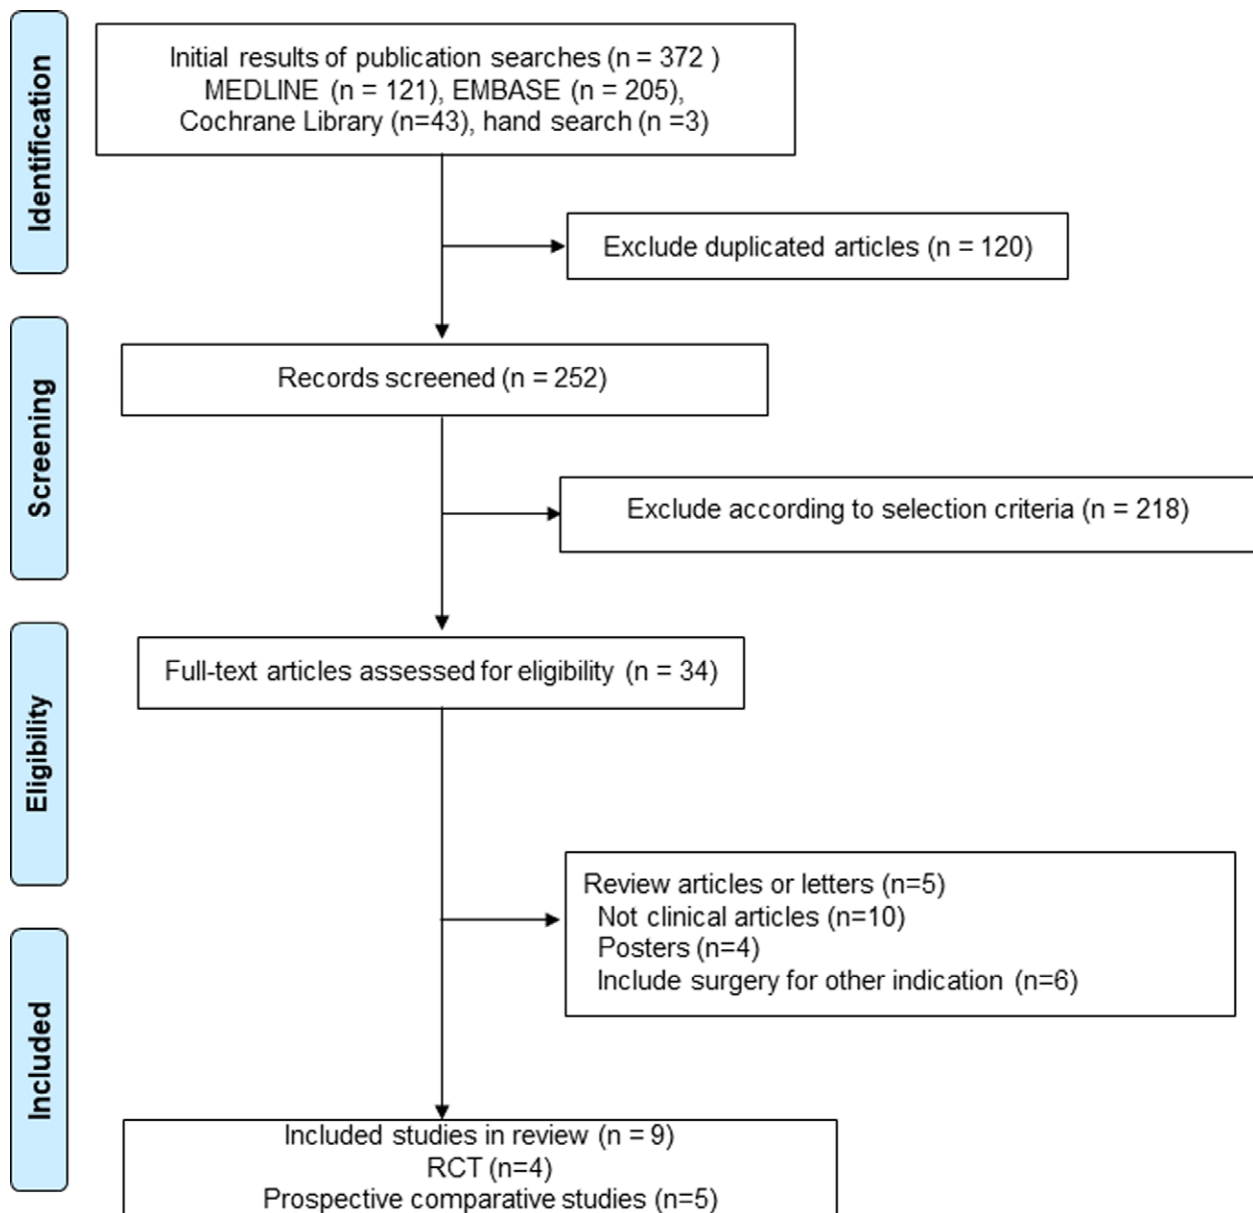 Identification
Initial results of publication searches (n = 372 )
MEDLINE (n = 121), EMBASE (n = 205),
Cochrane Library (n=43), hand search (n =3)
Exclude duplicated articles (n = 120)
Screening
Records screened (n = 252)
Exclude according to selection criteria (n = 218)
Eligibility
Full-text articles assessed for eligibility (n = 34)
Review articles or letters (n=5)
Not clinical articles (n=10)
Posters (n=4)
Include surgery for other indication (n=6)
Included
Included studies in review (n = 9)
RCT (n=4)
Prospective comparative studies (n=5)